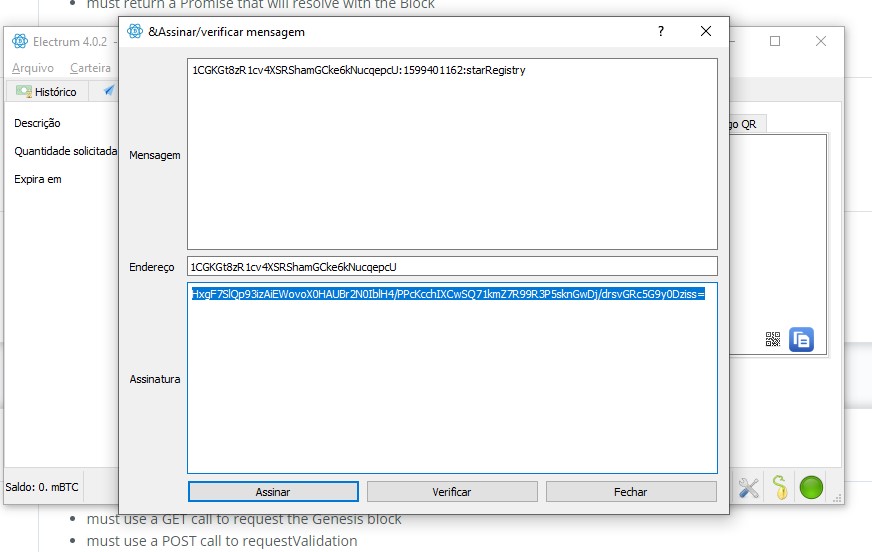 must return a Promise that will resolve with the Block
Electrum 4.0.2 -
Arquivo Carteira
Histórico
Descrição
Quantidade solicitada
Expira em
go QR
&Assinar/verificar mensagem
?
Mensagem
1CGKGt8zR1cv4XSRShamGCke6kNucqepcU:1599401162:starRegistry
Endereço
1CGKGt8zR1cv4XSRShamGCke6kNucqepcU
Assinatura
HxgF7SlQp93izAiEWovoX0HAUBr2N0IblH4/PPcKcchIXCwSQ71kmZ7R99R3P5sknGwDj/drsvGRc5G9y0Dziss=
Assinar Verificar Fechar
Saldo: 0. mBTC
must use a GET call to request the Genesis block
must use a POST call to requestValidation